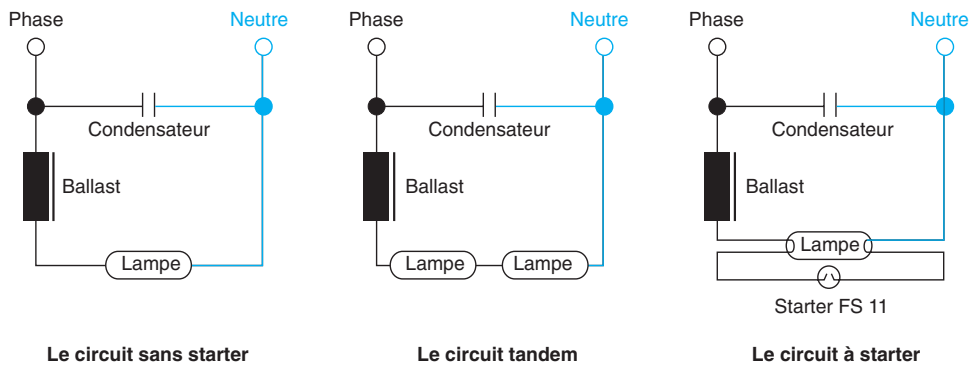 Phase
Neutre
Condensateur
Ballast
Lampe
Le circuit sans starter
Phase
Neutre
Condensateur
Ballast
Lampe
Lampe
Le circuit tandem
Phase
Neutre
Condensateur
Ballast
Lampe
Starter FS 11
Le circuit à starter